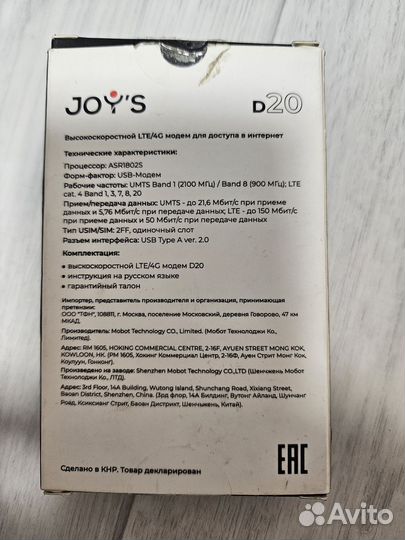 JOY'S
D20
Высокоскоростной LTE/4G модем для доступа в интернет
Технические характеристики:
Процессор: ASR1802S
Форм-фактор: USB-Модем
Рабочие частоты: UMTS Band 1 (2100 МГц) / Band 8 (900 МГц); LTE
cat. 4 Band 1, 3, 7, 8, 20
Прием/передача данных: UMTS - до 21,6 Мбит/с при приеме
данных и 5,76 Мбит/с при передаче данных; LTE - до 150 Мбит/с при
приеме данных и 50 Мбит/с при передаче данных
Тип USIM/SIM: 2FF, одиночный слот
Разъем интерфейса: USB Type A ver. 2.0
Комплектация:
• выскоскоростной LTE/4G модем D20
• инструкция на русском языке
• гарантийный талон
Импортер, представитель производителя и организация, принимающая
претензии:
ООО "ТФН", 108811, г. Москва, поселение Московский, деревня Говорово, 47 км
МКАД.
Производитель: Mobot Technology CO., Limited. (Мобот Технолоджи Ко.,
Лимитед).
Адрес: RM 1605, HOKING COMMERCIAL CENTRE, 2-16F, AYUEN STREET MONG KOK,
KOWLOON, HK. (РМ 1605, Хокинг Коммерциал Центр, 2-16Ф, Ауен Стрит Монг Кок,
Коулун, Гонконг).
Произведено на заводе: Shenzhen Mobot Technology CO.,LTD (Шенчжень Мобот
Технолоджи Ко., ЛТД).
Адрес: 3rd Floor, 14A Building, Wutong Island, Shunchang Road, Xixiang Street,
Baoan District, Shenzhen, China. (3рд флор, 14А Билдинг, Вутонг Айланд, Шунчанг
Роад, Ксиксианг Стрит, Баоан Дистрикт, Шенчьжень, Китай).
Сделано в КНР. Товар декларирован
EAC
Avito